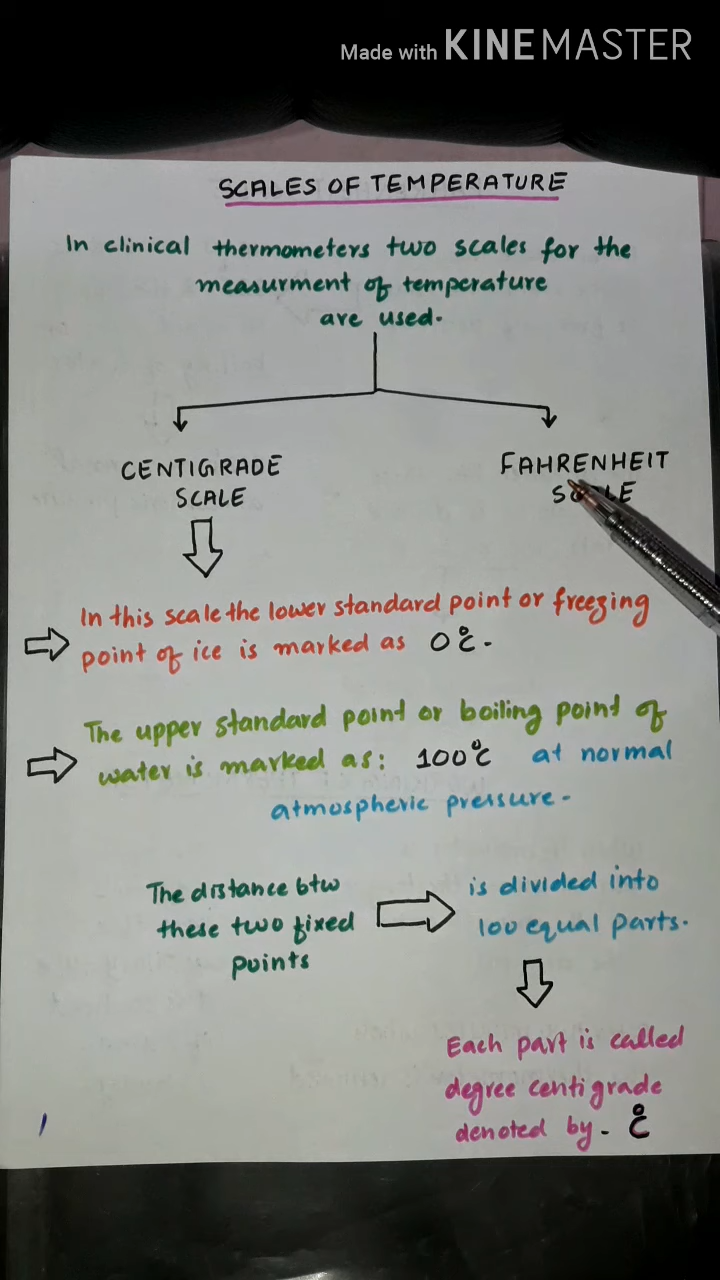 Made with KINEMASTER
SCALES OF TEMPERATURE
In clinical thermometers two scales for the
measurment of temperature
are used.
CENTIGRADE
SCALE
FAHRENHEIT
SCALE
In this scale the lower standard point or freezing
point of ice is marked as 0°C.
The upper standard point or boiling point of
water is marked as: 100°C at normal
atmospheric pressure.
The distance btw
these two fixed
points
is divided into
100 equal parts.
Each part is called
degree centigrade
denoted by. °C